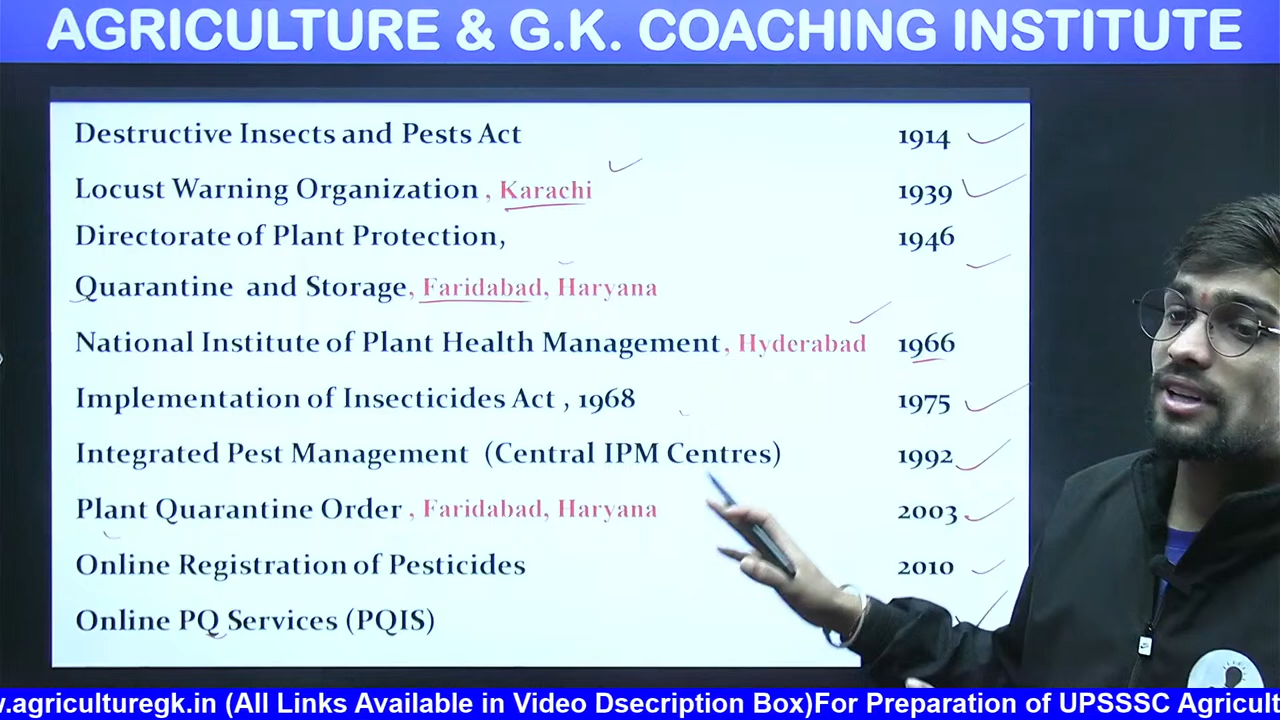 AGRICULTURE & G.K. COACHING INSTITUTE
Destructive Insects and Pests Act 1914
Locust Warning Organization , Karachi 1939
Directorate of Plant Protection, 1946
Quarantine and Storage, Faridabad, Haryana
National Institute of Plant Health Management, Hyderabad 1966
Implementation of Insecticides Act , 1968 1975
Integrated Pest Management (Central IPM Centres) 1992
Plant Quarantine Order , Faridabad, Haryana 2003
Online Registration of Pesticides 2010
Online PQ Services (PQIS)
.agriculturegk.in (All Links Available in Video Dsecription Box)For Preparation of UPSSSC Agricult